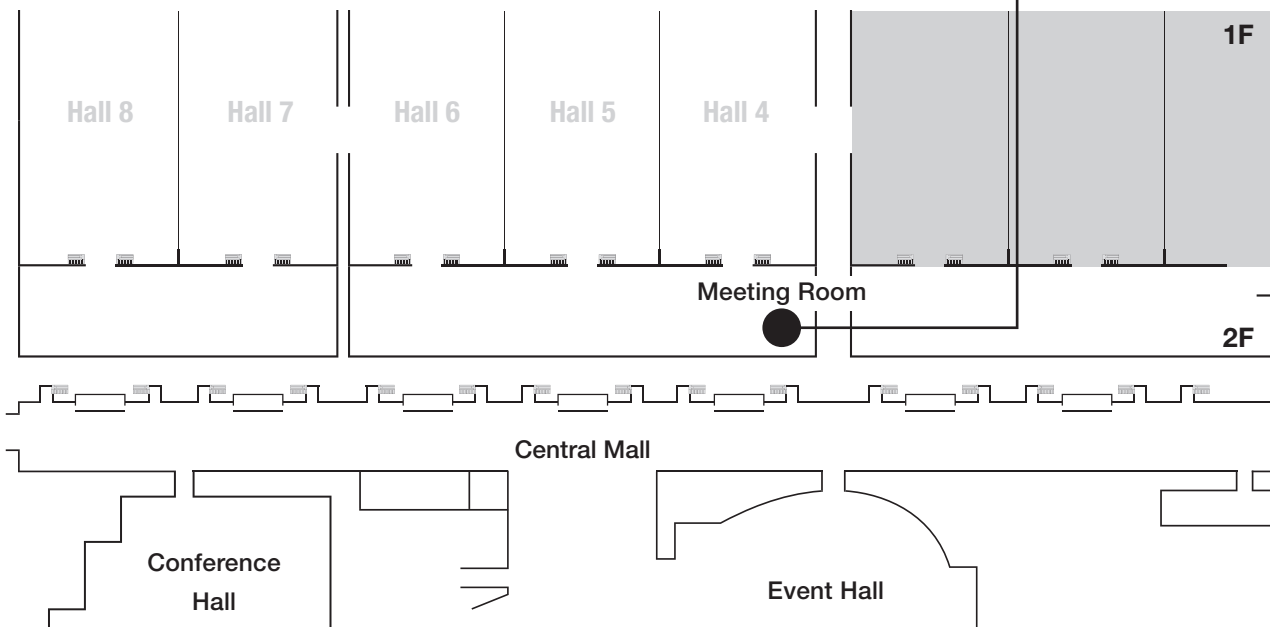 1F
Hall 8
Hall 7
Hall 6
Hall 5
Hall 4
Meeting Room
2F
Central Mall
Conference
Hall
Event Hall